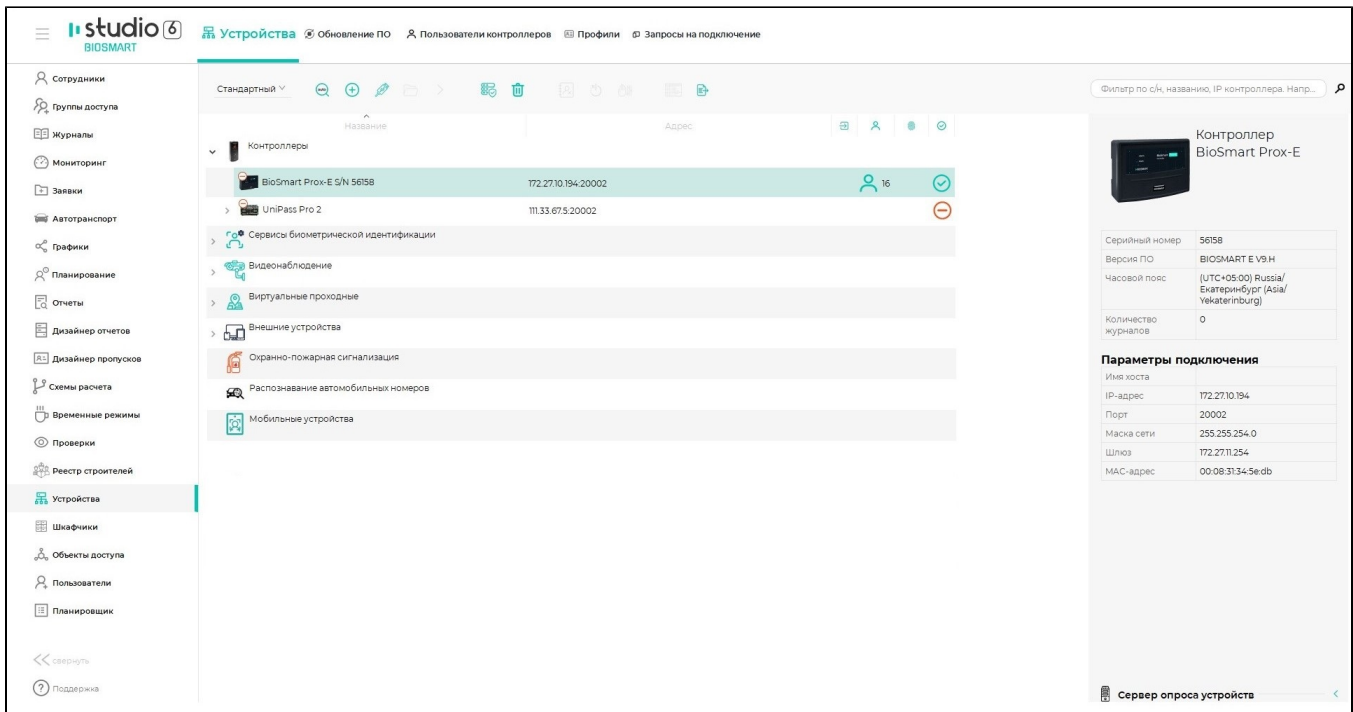 studio 6
BIOSMART
Устройства
Обновление ПО
Пользователи контроллеров
Профили
Запросы на подключение
Сотрудники
Группы доступа
Журналы
Мониторинг
Заявки
Автотранспорт
Графики
Планирование
Отчеты
Дизайнер отчетов
Дизайнер пропусков
Схемы расчета
Временные режимы
Проверки
Реестр строителей
Устройства
Шкафчики
Объекты доступа
Пользователи
Планировщик
свернуть
Поддержка
Стандартный
Название Адрес
Контроллеры
BioSmart Prox-E S/N 56158 172.27.10.194:20002 16
UniPass Pro 2 111.33.67.5:20002
Сервисы биометрической идентификации
Видеонаблюдение
Виртуальные проходные
Внешние устройства
Охранно-пожарная сигнализация
Распознавание автомобильных номеров
Мобильные устройства
Фильтр по с/н, названию, IP контроллера. Напр...
Контроллер
BioSmart Prox-E
Серийный номер 56158
Версия ПО BIOSMART E V9.H
Часовой пояс (UTC+05:00) Russia/
Екатеринбург (Asia/
Yekaterinburg)
Количество 0
журналов
Параметры подключения
Имя хоста
IP-адрес 172.27.10.194
Порт 20002
Маска сети 255.255.254.0
Шлюз 172.27.11.254
MAC-адрес 00:08:31:34:5e:db
Сервер опроса устройств